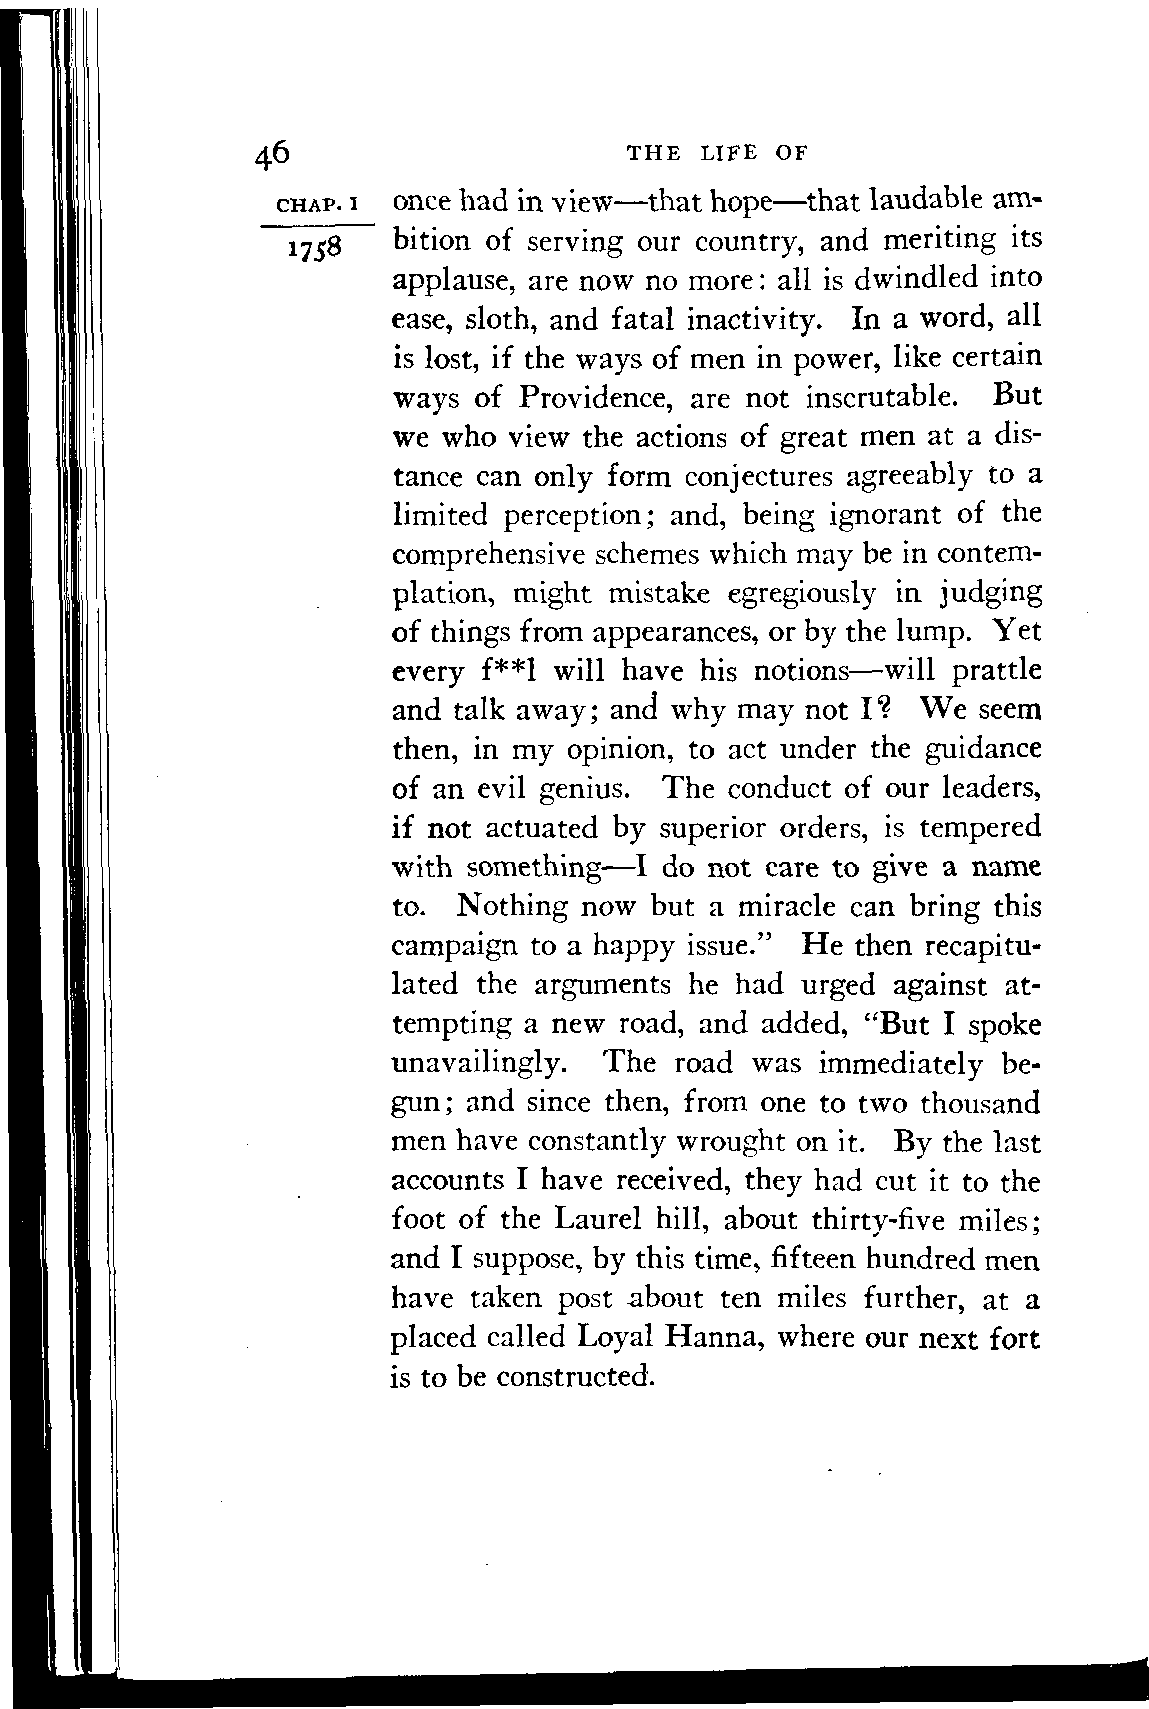 46 THE LIFE OF
CHAP. I
1758
once had in view—that hope—that laudable am-
bition of serving our country, and meriting its
applause, are now no more: all is dwindled into
ease, sloth, and fatal inactivity. In a word, all
is lost, if the ways of men in power, like certain
ways of Providence, are not inscrutable. But
we who view the actions of great men at a dis-
tance can only form conjectures agreeably to a
limited perception; and, being ignorant of the
comprehensive schemes which may be in contem-
plation, might mistake egregiously in judging
of things from appearances, or by the lump. Yet
every f**l will have his notions—will prattle
and talk away; and why may not I? We seem
then, in my opinion, to act under the guidance
of an evil genius. The conduct of our leaders,
if not actuated by superior orders, is tempered
with something—I do not care to give a name
to. Nothing now but a miracle can bring this
campaign to a happy issue.” He then recapitu-
lated the arguments he had urged against at-
tempting a new road, and added, “But I spoke
unavailingly. The road was immediately be-
gun; and since then, from one to two thousand
men have constantly wrought on it. By the last
accounts I have received, they had cut it to the
foot of the Laurel hill, about thirty-five miles;
and I suppose, by this time, fifteen hundred men
have taken post about ten miles further, at a
placed called Loyal Hanna, where our next fort
is to be constructed.